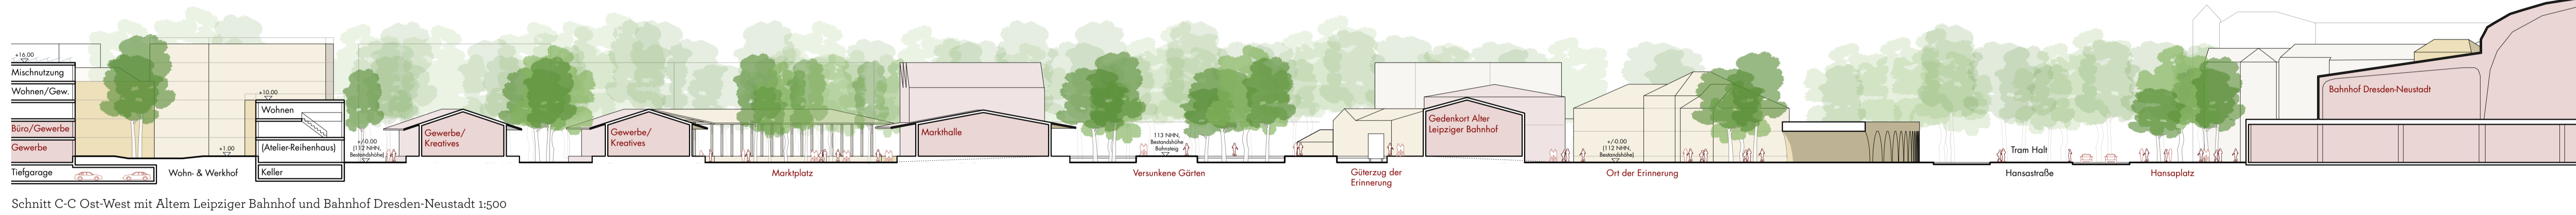 +16.00
Mischnutzung
Wohnen/Gew.
Büro/Gewerbe
Gewerbe
Tiefgarage
+1.00
Wohn- & Werkhof
+10.00
Wohnen
(Atelier-Reihenhaus)
Keller
+/-0.00
(112 NHN,
Bestandshöhe)
Gewerbe/
Kreatives
Gewerbe/
Kreatives
Marktplatz
Markthalle
113 NHN,
Bestandshöhe
Bahnsteig
Versunkene Gärten
Güterzug der
Erinnerung
Gedenkort Alter
Leipziger Bahnhof
+/-0.00
(112 NHN,
Bestandshöhe)
Ort der Erinnerung
Tram Halt
Hansastraße
Hansaplatz
Bahnhof Dresden-Neustadt
Schnitt C-C Ost-West mit Altem Leipziger Bahnhof und Bahnhof Dresden-Neustadt 1:500